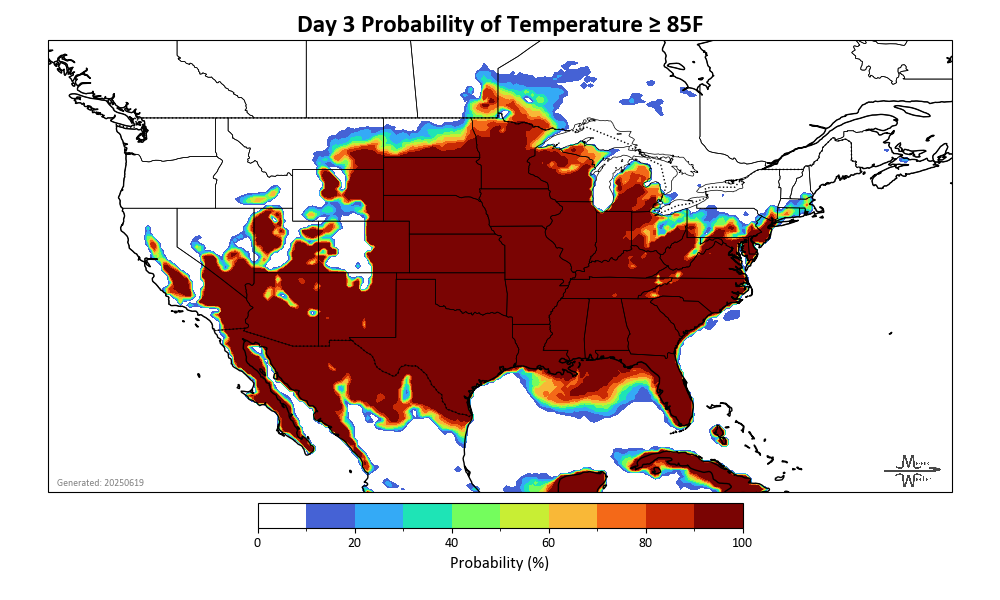 Day 3 Probability of Temperature ≥ 85F
Generated: 20250619
0 20 40 60 80 100
Probability (%)